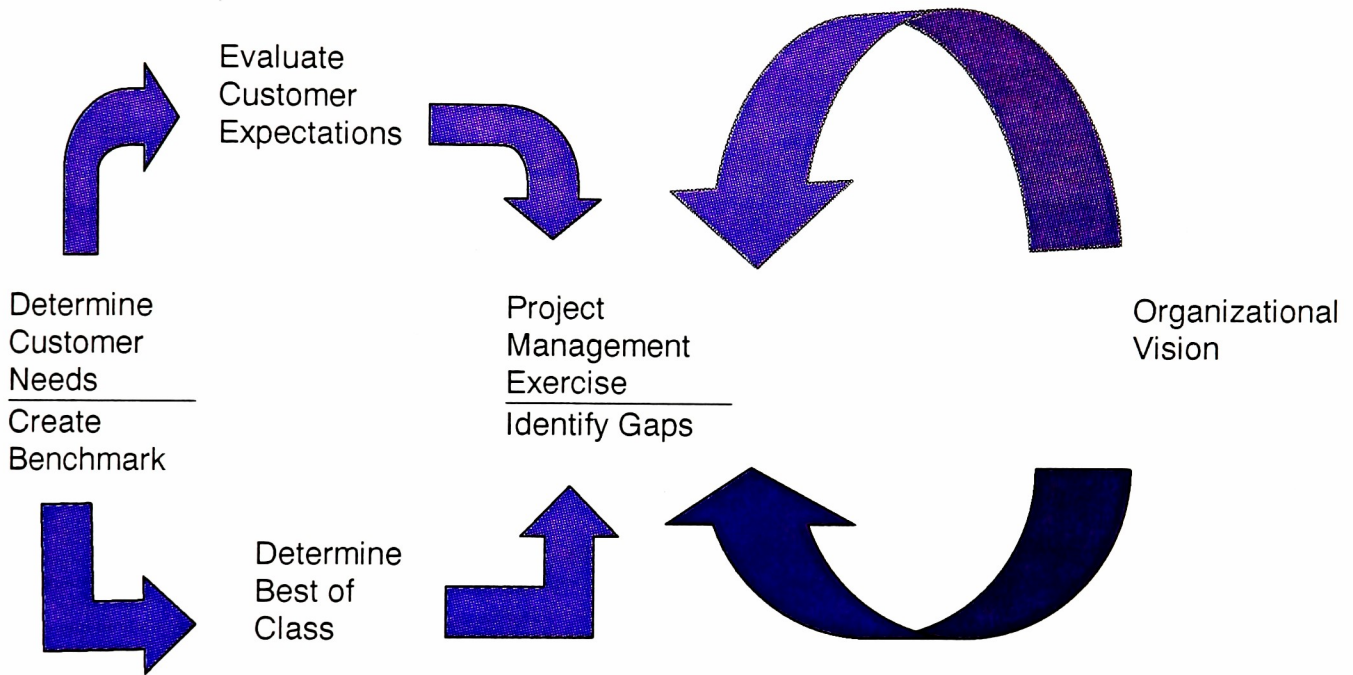 Evaluate
Customer
Expectations
Determine
Customer
Needs
Create
Benchmark
Project
Management
Exercise
Identify Gaps
Organizational
Vision
Determine
Best of
Class